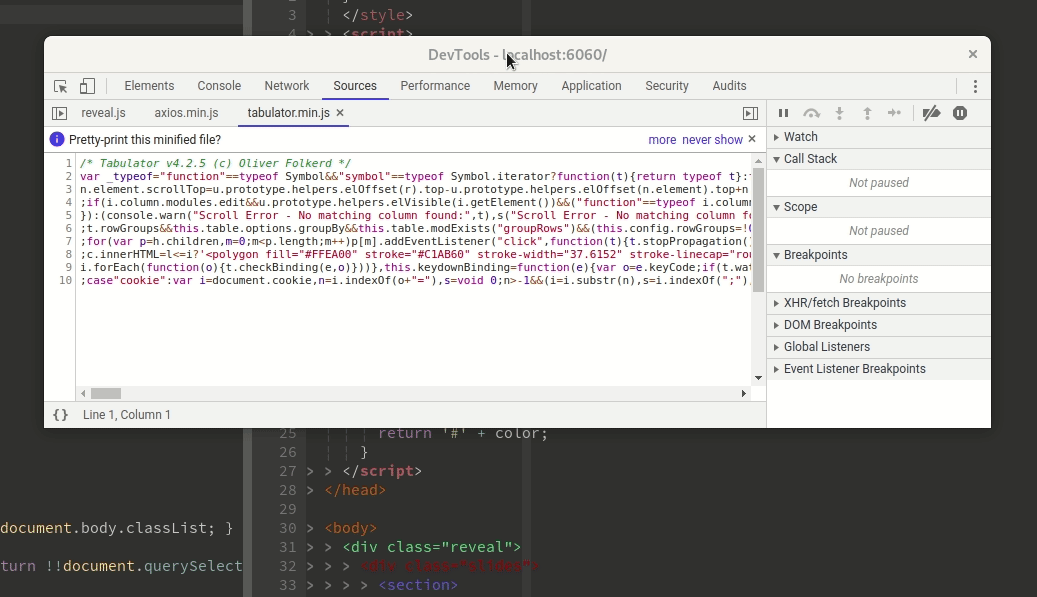 3 </style>
4 > > <script>
DevTools - localhost:6060/
Elements Console Network Sources Performance Memory Application Security Audits
reveal.js axios.min.js tabulator.min.js
Pretty-print this minified file? more never show
1 /* Tabulator v4.2.5 (c) Oliver Folkerd */
2 var _typeof="function"==typeof Symbol&&"symbol"==typeof Symbol.iterator?function(t){return typeof t}:
3 n.element.scrollTop=u.prototype.helpers.elOffset(r).top-u.prototype.helpers.elOffset(n.element).top+n
4 ;if(i.column.modules.edit&&u.prototype.helpers.elVisible(i.getElement())&&("function"==typeof i.colum
5 }):(console.warn("Scroll Error - No matching column found:",t),s("Scroll Error - No matching column f
6 ;t.rowGroups&&this.table.options.groupBy&&this.table.modExists("groupRows")&&(this.config.rowGroups=!
7 ;for(var p=h.children,m=0;m<p.length;m++)p[m].addEventListener("click",function(t){t.stopPropagation(
8 ;c.innerHTML=l<=i?'<polygon fill="#FFEA00" stroke="#C1AB60" stroke-width="37.6152" stroke-linecap="rou
9 i.forEach(function(o){t.checkBinding(e,o)}))},this.keydownBinding=function(e){var o=e.keyCode;if(t.wat
10 ;case"cookie":var i=document.cookie,n=i.indexOf(o+"="),s=void 0;n>-1&&(i=i.substr(n),s=i.indexOf(";")
{} Line 1, Column 1
Watch
Call Stack
Not paused
Scope
Not paused
Breakpoints
No breakpoints
XHR/fetch Breakpoints
DOM Breakpoints
Global Listeners
Event Listener Breakpoints
25 return '#' + color;
26 }
27 > > </script>
28 > </head>
29
30 > <body>
31 > > <div class="reveal">
32 > > > <div class="slides">
33 > > > > <section>
document.body.classList; }
turn !!document.querySelect